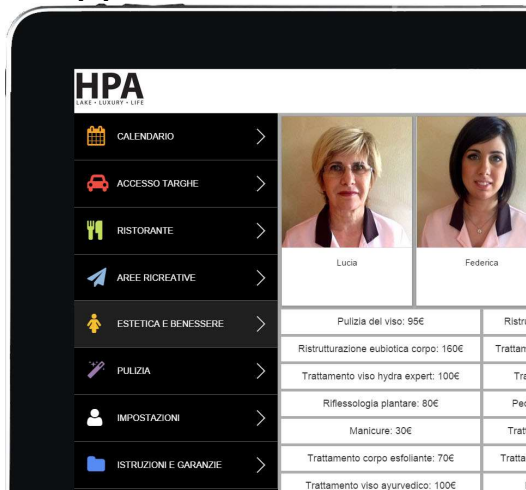 HPA
LAKE • LUXURY • LIFE
CALENDARIO
ACCESSO TARGHE
RISTORANTE
AREE RICREATIVE
ESTETICA E BENESSERE
PULIZIA
IMPOSTAZIONI
ISTRUZIONI E GARANZIE
Lucia
Federica
Pulizia del viso: 95€
Ristrutturazione eubiotica corpo: 160€
Trattamento viso hydra expert: 100€
Riflessologia plantare: 80€
Manicure: 30€
Trattamento corpo esfoliante: 70€
Trattamento viso ayurvedico: 100€